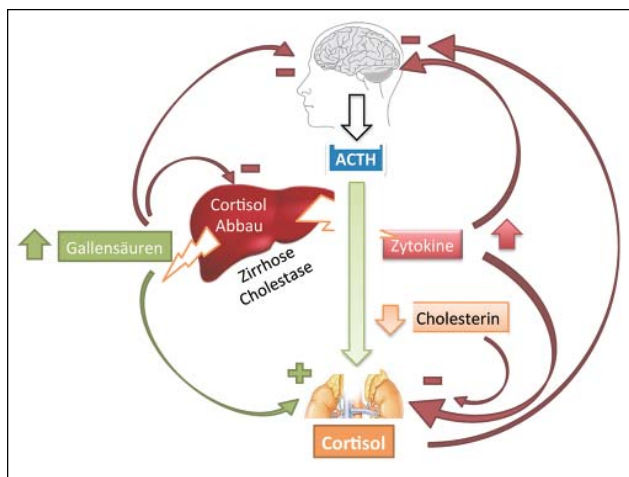 ACTH
Cortisol
Abbau
Gallensäuren
Zirrhose
Cholestase
Zytokine
Cholesterin
Cortisol